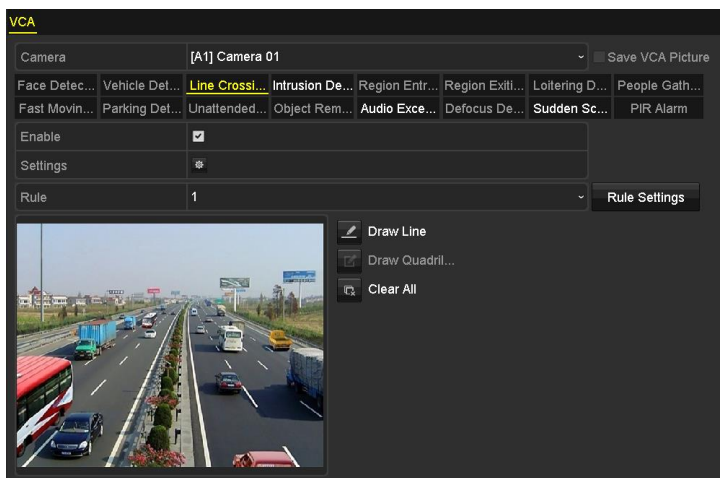 VCA
Camera [A1] Camera 01 Save VCA Picture
Face Detec... Vehicle Det... Line Crossi... Intrusion De... Region Entr... Region Exiti... Loitering D... People Gath...
Fast Movin... Parking Det... Unattended... Object Rem... Audio Exce... Defocus De... Sudden Sc... PIR Alarm
Enable
Settings
Rule 1 Rule Settings
Draw Line
Draw Quadril...
Clear All